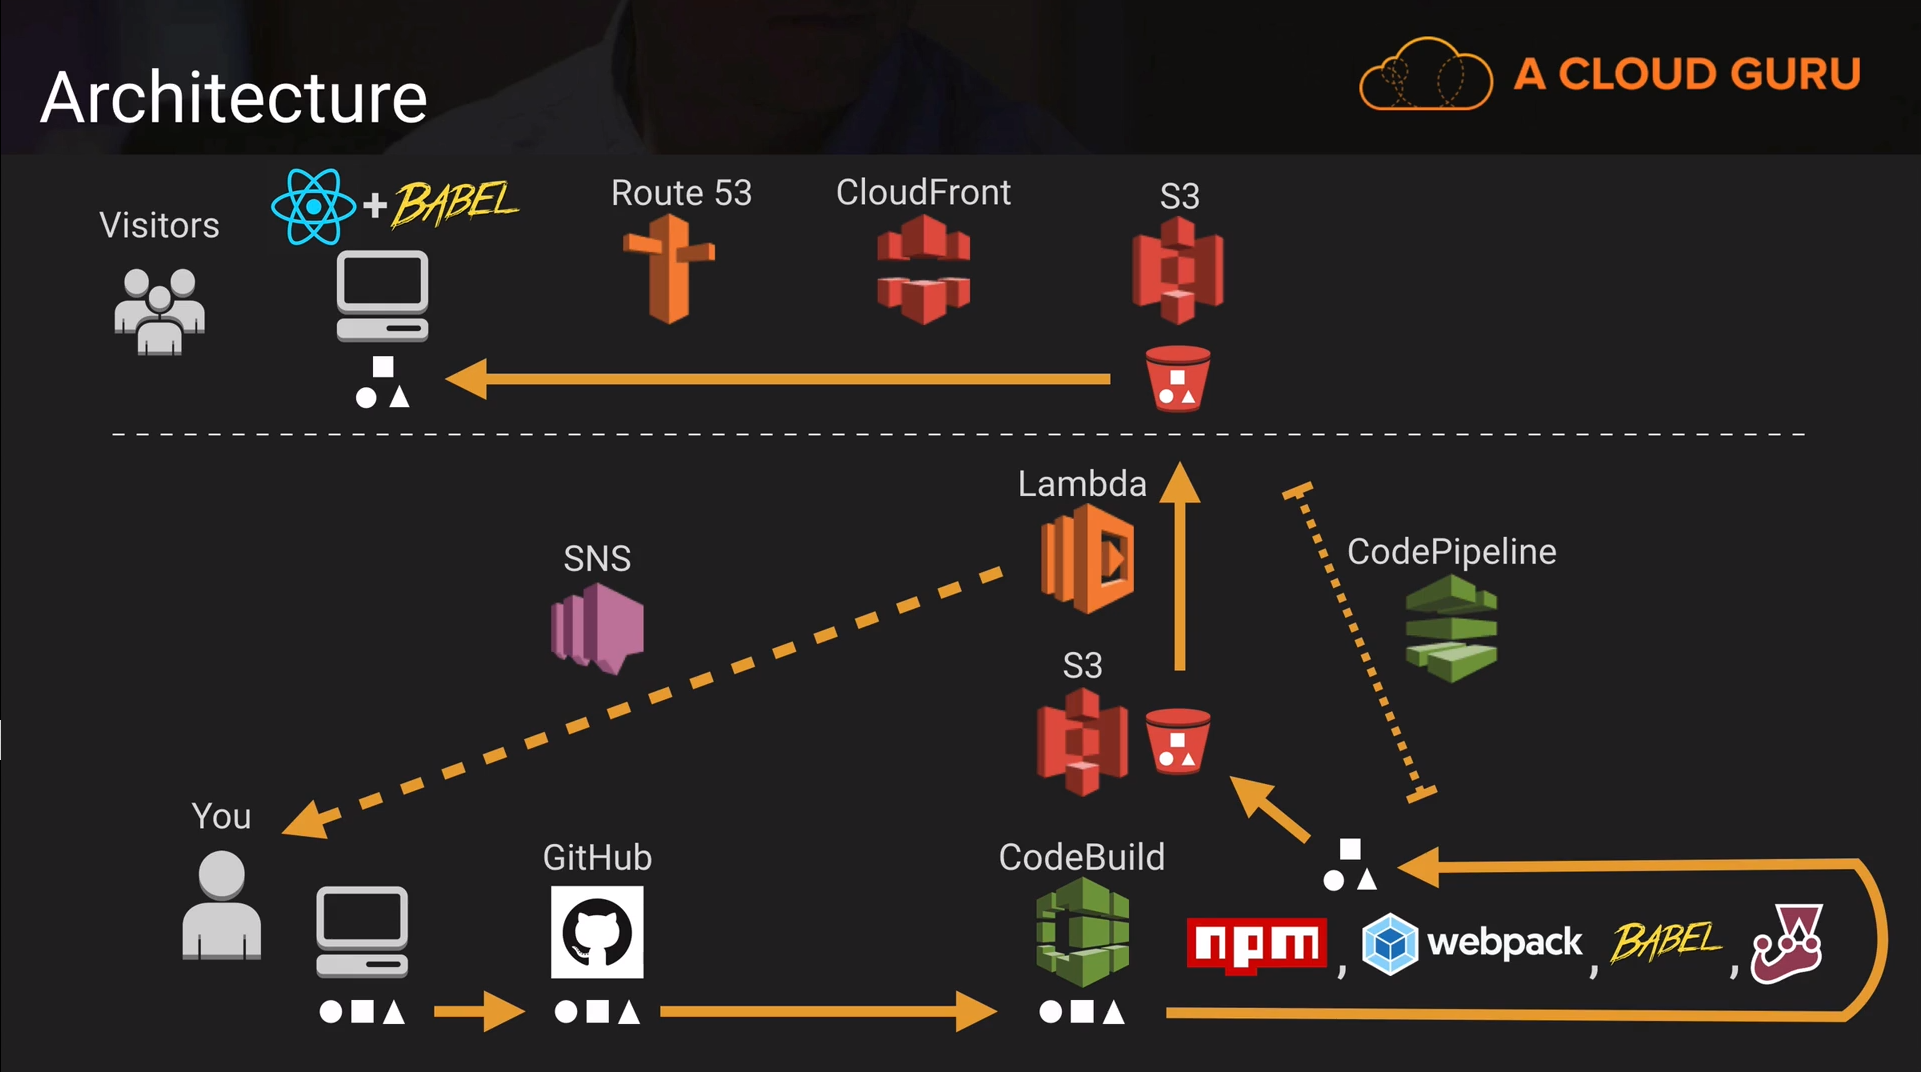 Architecture
A CLOUD GURU
Visitors
+ BABEL
Route 53
CloudFront
S3
Lambda
SNS
CodePipeline
S3
You
GitHub
CodeBuild
npm , webpack , BABEL ,